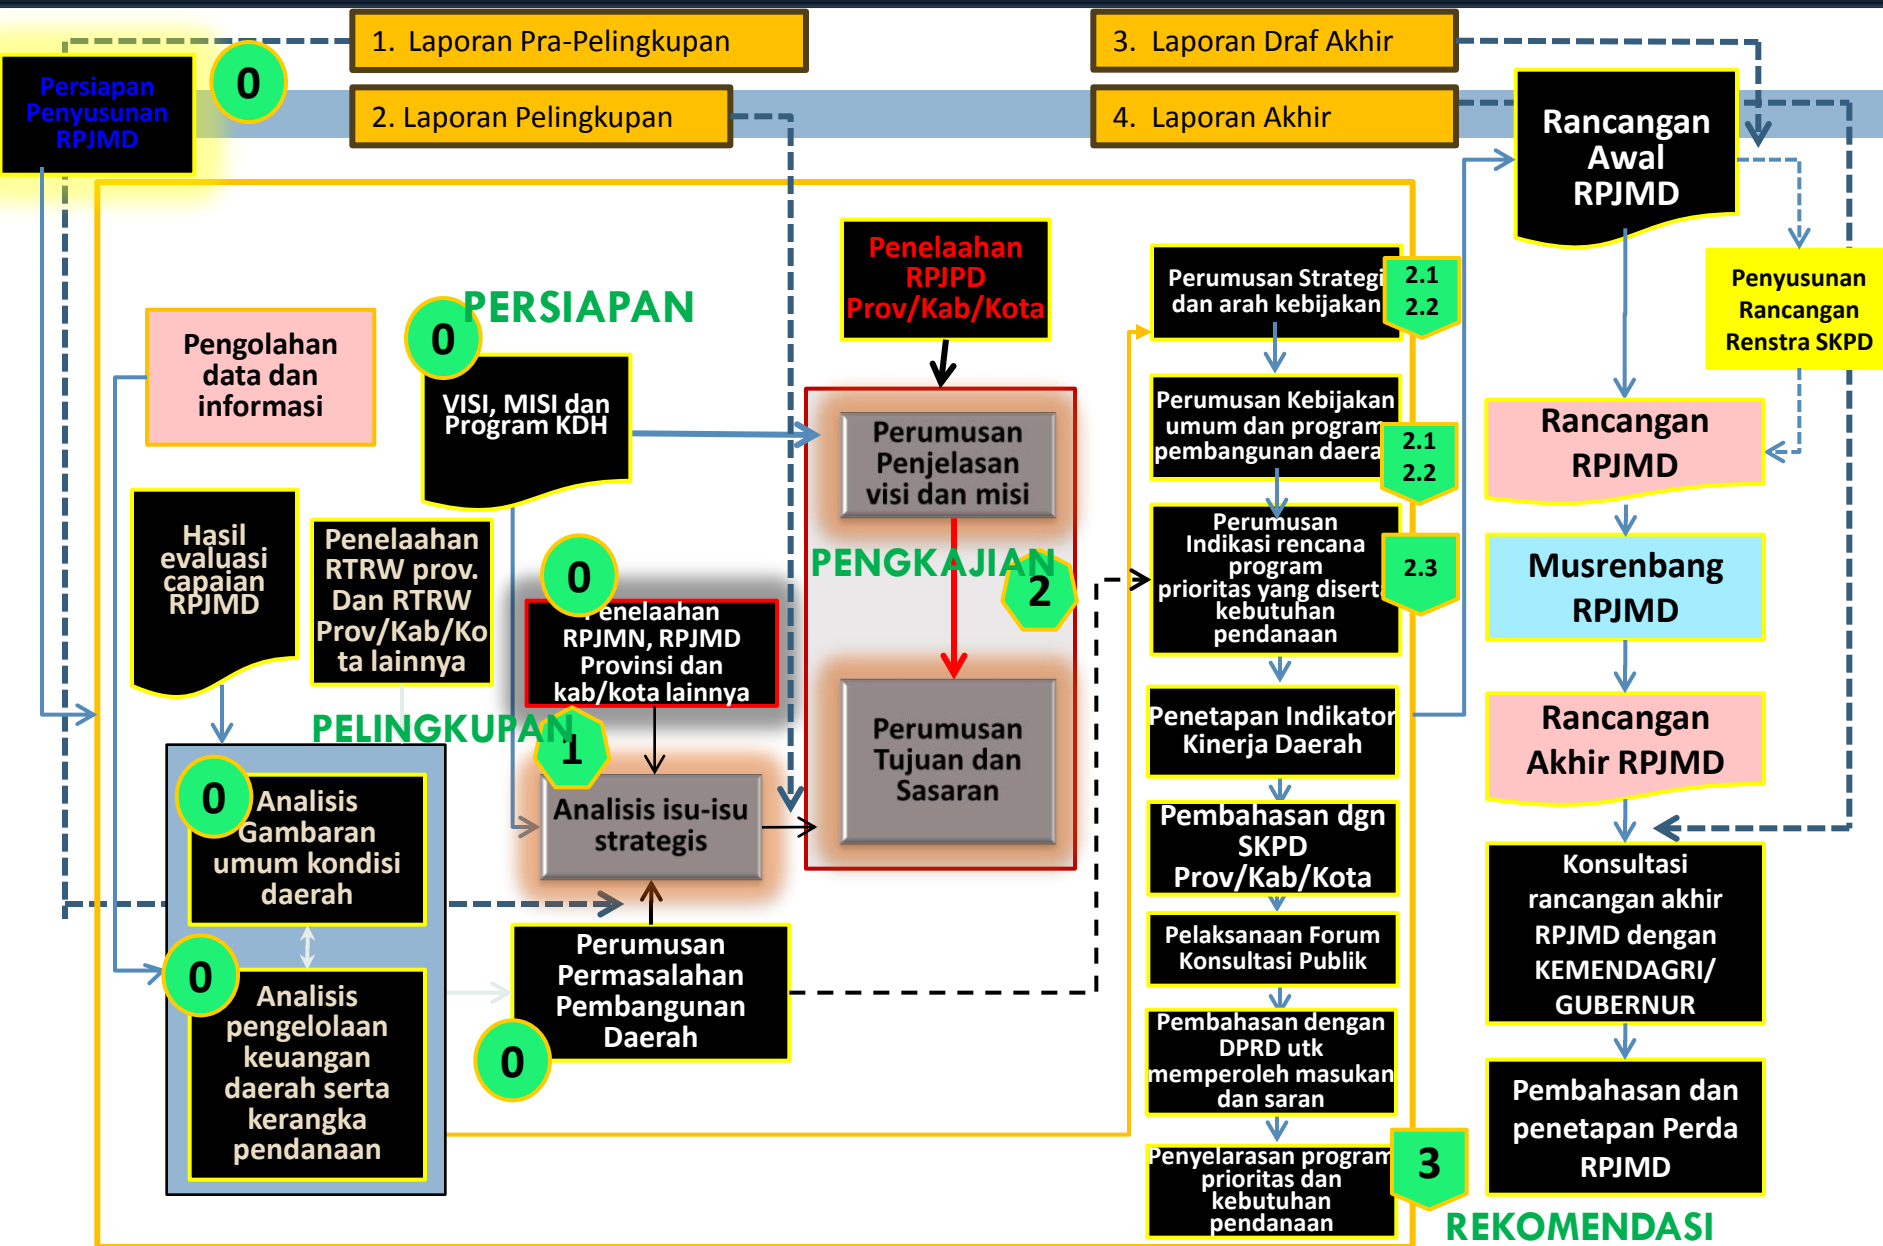 1. Laporan Pra-Pelingkupan
3. Laporan Draf Akhir
2. Laporan Pelingkupan
4. Laporan Akhir
Persiapan
Penyusunan
RPJMD
0
Rancangan
Awal
RPJMD
Penyusunan
Rancangan
Renstra SKPD
PERSIAPAN
0
Pengolahan
data dan
informasi
VISI, MISI dan
Program KDH
Penelaahan
RPJPD
Prov/Kab/Kota
Perumusan
Penjelasan
visi dan misi
PENGKAJIAN
2
Perumusan
Tujuan dan
Sasaran
Hasil
evaluasi
capaian
RPJMD
Penelaahan
RTRW prov.
Dan RTRW
Prov/Kab/Ko
ta lainnya
0
Penelaahan
RPJMN, RPJMD
Provinsi dan
kab/kota lainnya
PELINGKUPAN
1
Analisis isu-isu
strategis
0
Analisis
Gambaran
umum kondisi
daerah
0
Analisis
pengelolaan
keuangan
daerah serta
kerangka
pendanaan
Perumusan
Permasalahan
Pembangunan
Daerah
0
Perumusan Strategi
dan arah kebijakan
2.1
2.2
Perumusan Kebijakan
umum dan program
pembangunan daera
2.1
2.2
Perumusan
Indikasi rencana
program
prioritas yang diserta
kebutuhan
pendanaan
2.3
Penetapan Indikator
Kinerja Daerah
Pembahasan dgn
SKPD
Prov/Kab/Kota
Pelaksanaan Forum
Konsultasi Publik
Pembahasan dengan
DPRD utk
memperoleh masukan
dan saran
Penyelarasan program
prioritas dan
kebutuhan
pendanaan
3
REKOMENDASI
Rancangan
RPJMD
Musrenbang
RPJMD
Rancangan
Akhir RPJMD
Konsultasi
rancangan akhir
RPJMD dengan
KEMENDAGRI/
GUBERNUR
Pembahasan dan
penetapan Perda
RPJMD